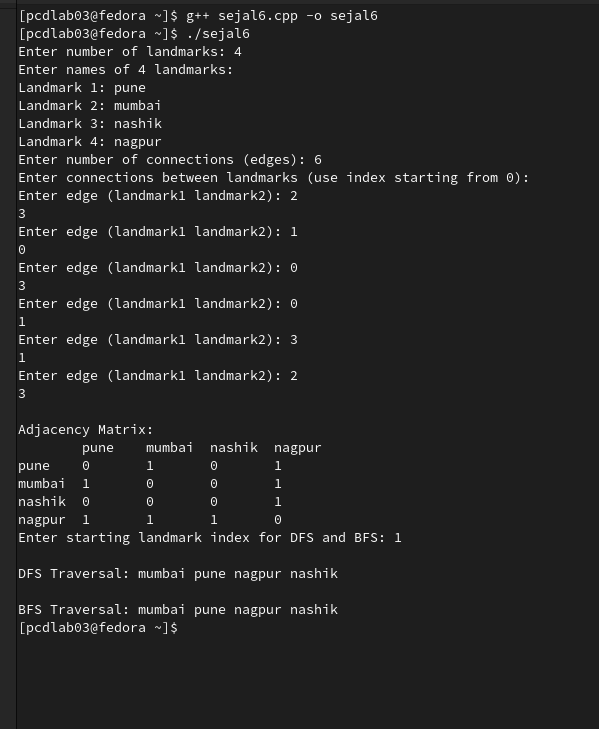 [pcdlab03@fedora ~]$ g++ sejal6.cpp -o sejal6
[pcdlab03@fedora ~]$ ./sejal6
Enter number of landmarks: 4
Enter names of 4 landmarks:
Landmark 1: pune
Landmark 2: mumbai
Landmark 3: nashik
Landmark 4: nagpur
Enter number of connections (edges): 6
Enter connections between landmarks (use index starting from 0):
Enter edge (landmark1 landmark2): 2
3
Enter edge (landmark1 landmark2): 1
0
Enter edge (landmark1 landmark2): 0
3
Enter edge (landmark1 landmark2): 0
1
Enter edge (landmark1 landmark2): 3
1
Enter edge (landmark1 landmark2): 2
3
Adjacency Matrix:
        pune    mumbai  nashik  nagpur
pune    0       1       0       1
mumbai  1       0       0       1
nashik  0       0       0       1
nagpur  1       1       1       0
Enter starting landmark index for DFS and BFS: 1
DFS Traversal: mumbai pune nagpur nashik
BFS Traversal: mumbai pune nagpur nashik
[pcdlab03@fedora ~]$